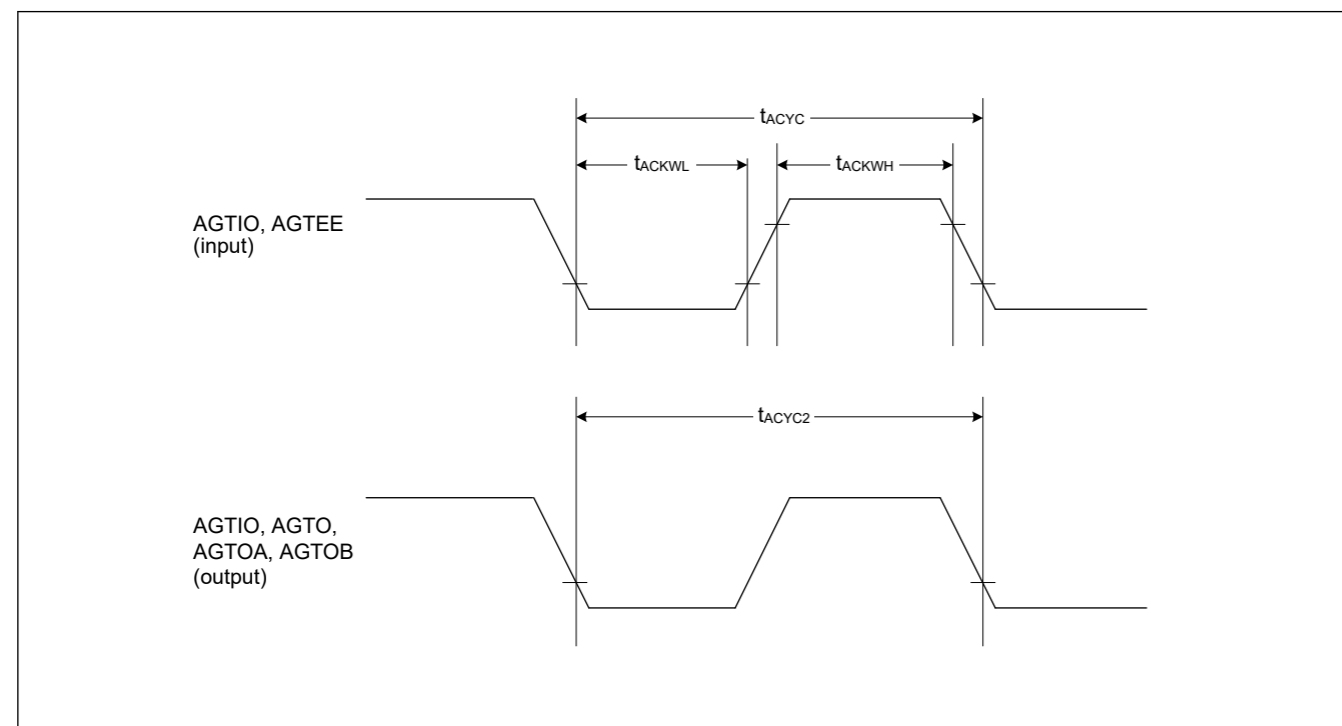 tACYC
tACKWL
tACKWH
AGTIO, AGTEE
(input)
tACYC2
AGTIO, AGTO,
AGTOA, AGTOB
(output)